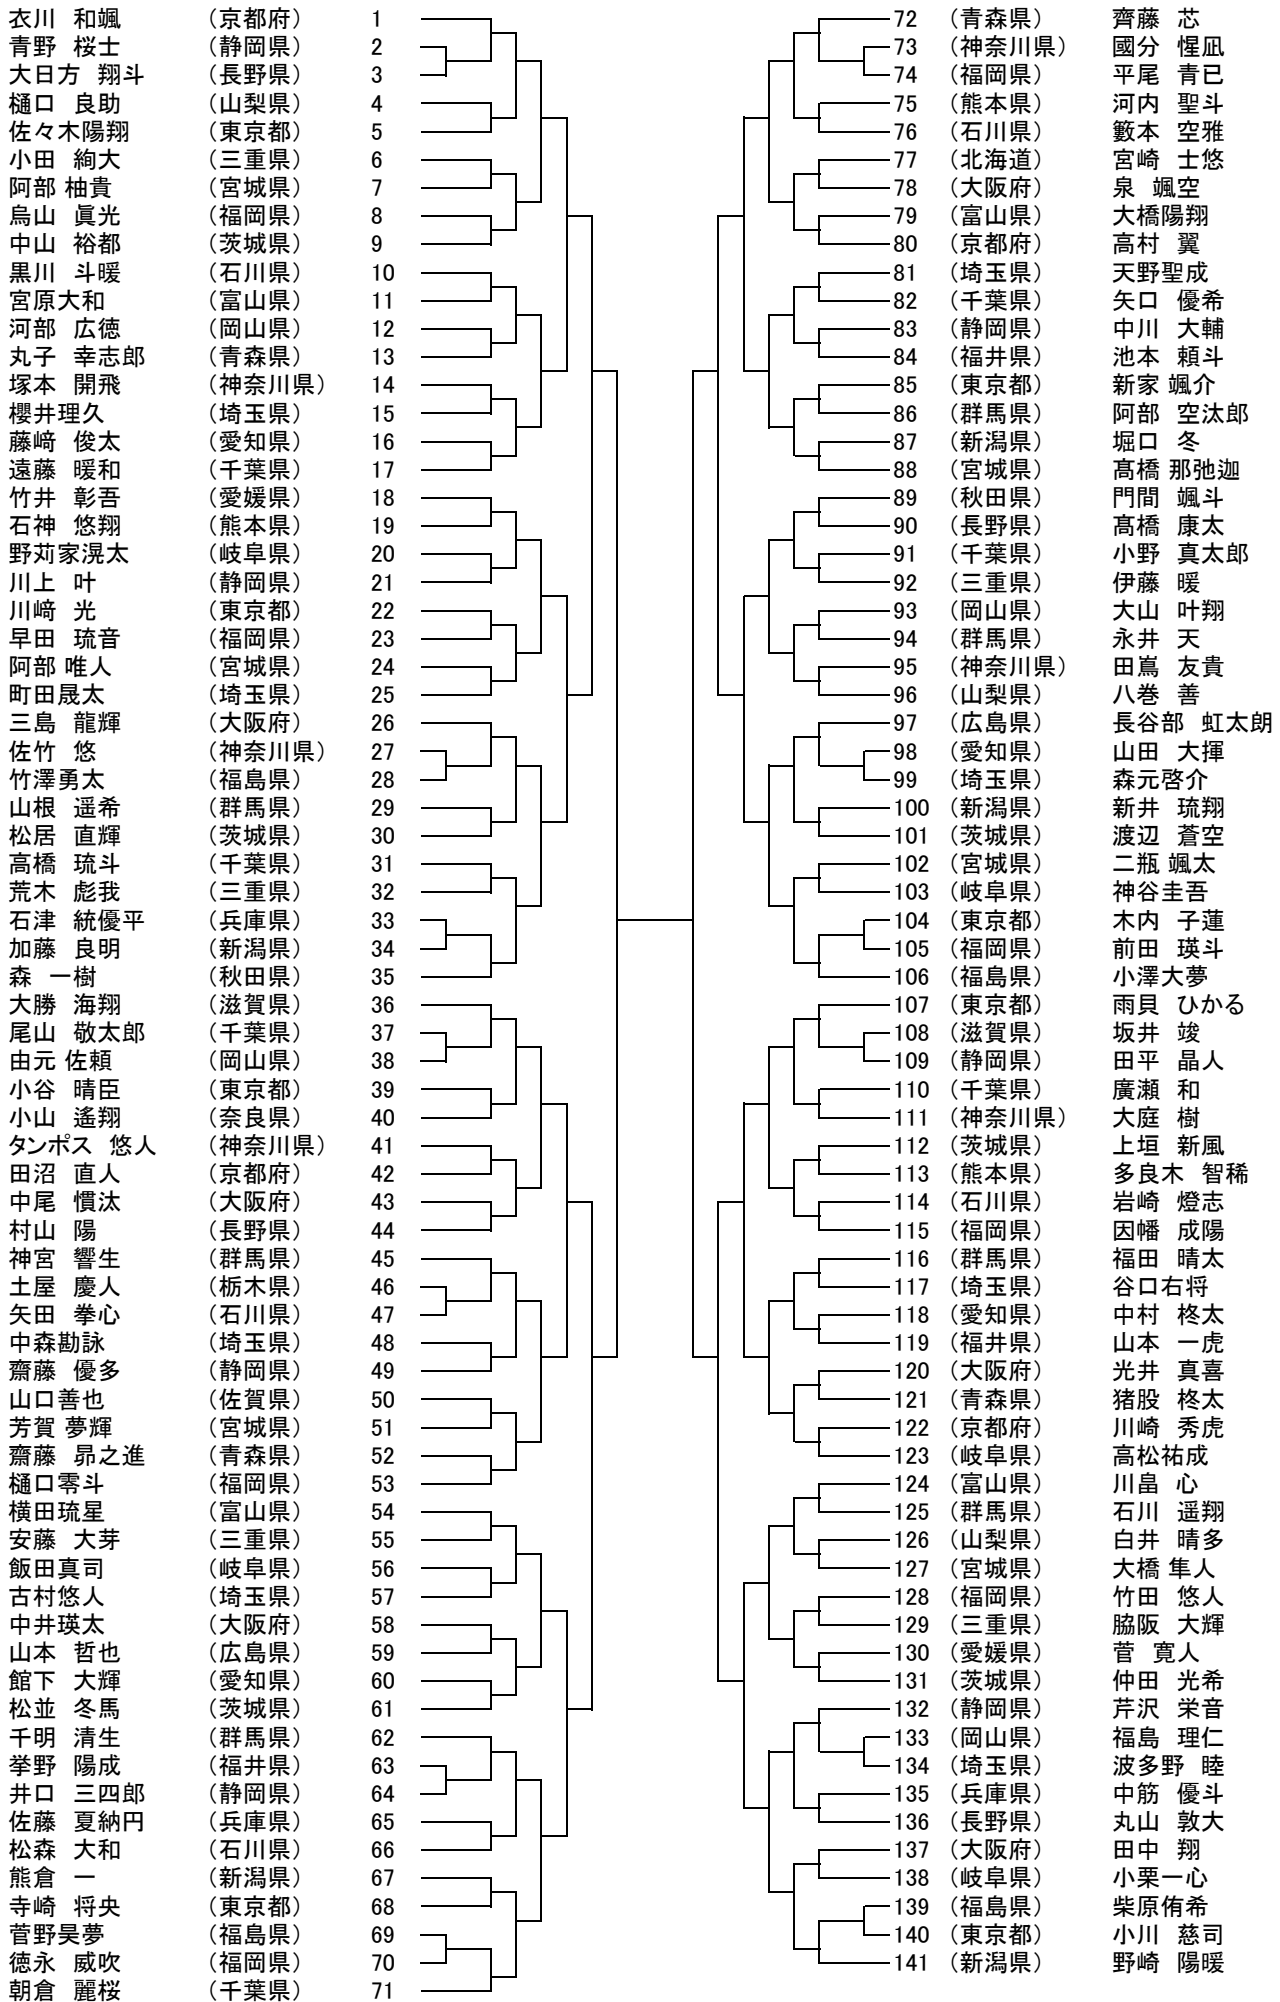 衣川 和颯 （京都府） 1
青野 桜士 （静岡県） 2
大日方 翔斗 （長野県） 3
樋口 良助 （山梨県） 4
佐々木陽翔 （東京都） 5
小田 絢大 （三重県） 6
阿部 柚貴 （宮城県） 7
烏山 眞光 （福岡県） 8
中山 裕都 （茨城県） 9
黒川 斗暖 （石川県） 10
宮原大和 （富山県） 11
河部 広徳 （岡山県） 12
丸子 幸志郎 （青森県） 13
塚本 開飛 （神奈川県） 14
櫻井理久 （埼玉県） 15
藤﨑 俊太 （愛知県） 16
遠藤 暖和 （千葉県） 17
竹井 彰吾 （愛媛県） 18
石神 悠翔 （熊本県） 19
野苅家滉太 （岐阜県） 20
川上 叶 （静岡県） 21
川﨑 光 （東京都） 22
早田 琉音 （福岡県） 23
阿部 唯人 （宮城県） 24
町田晟太 （埼玉県） 25
三島 龍輝 （大阪府） 26
佐竹 悠 （神奈川県） 27
竹澤勇太 （福島県） 28
山根 遥希 （群馬県） 29
松居 直輝 （茨城県） 30
高橋 琉斗 （千葉県） 31
荒木 彪我 （三重県） 32
石津 統優平 （兵庫県） 33
加藤 良明 （新潟県） 34
森 一樹 （秋田県） 35
大勝 海翔 （滋賀県） 36
尾山 敬太郎 （千葉県） 37
由元 佐頼 （岡山県） 38
小谷 晴臣 （東京都） 39
小山 遙翔 （奈良県） 40
タンポス 悠人 （神奈川県） 41
田沼 直人 （京都府） 42
中尾 慣汰 （大阪府） 43
村山 陽 （長野県） 44
神宮 響生 （群馬県） 45
土屋 慶人 （栃木県） 46
矢田 拳心 （石川県） 47
中森勘詠 （埼玉県） 48
齋藤 優多 （静岡県） 49
山口善也 （佐賀県） 50
芳賀 夢輝 （宮城県） 51
齋藤 昴之進 （青森県） 52
樋口零斗 （福岡県） 53
横田琉星 （富山県） 54
安藤 大芽 （三重県） 55
飯田真司 （岐阜県） 56
古村悠人 （埼玉県） 57
中井瑛太 （大阪府） 58
山本 哲也 （広島県） 59
館下 大輝 （愛知県） 60
松並 冬馬 （茨城県） 61
千明 清生 （群馬県） 62
挙野 陽成 （福井県） 63
井口 三四郎 （静岡県） 64
佐藤 夏納円 （兵庫県） 65
松森 大和 （石川県） 66
熊倉 一 （新潟県） 67
寺崎 将央 （東京都） 68
菅野昊夢 （福島県） 69
徳永 威吹 （福岡県） 70
朝倉 麗桜 （千葉県） 71
72 （青森県） 齊藤 芯
73 （神奈川県） 國分 惺凪
74 （福岡県） 平尾 青已
75 （熊本県） 河内 聖斗
76 （石川県） 籔本 空雅
77 （北海道） 宮崎 士悠
78 （大阪府） 泉 颯空
79 （富山県） 大橋陽翔
80 （京都府） 高村 翼
81 （埼玉県） 天野聖成
82 （千葉県） 矢口 優希
83 （静岡県） 中川 大輔
84 （福井県） 池本 頼斗
85 （東京都） 新家 颯介
86 （群馬県） 阿部 空汰郎
87 （新潟県） 堀口 冬
88 （宮城県） 髙橋 那弛迦
89 （秋田県） 門間 颯斗
90 （長野県） 髙橋 康太
91 （千葉県） 小野 真太郎
92 （三重県） 伊藤 暖
93 （岡山県） 大山 叶翔
94 （群馬県） 永井 天
95 （神奈川県） 田嶌 友貴
96 （山梨県） 八巻 善
97 （広島県） 長谷部 虹太朗
98 （愛知県） 山田 大揮
99 （埼玉県） 森元啓介
100 （新潟県） 新井 琉翔
101 （茨城県） 渡辺 蒼空
102 （宮城県） 二瓶 颯太
103 （岐阜県） 神谷圭吾
104 （東京都） 木内 子蓮
105 （福岡県） 前田 瑛斗
106 （福島県） 小澤大夢
107 （東京都） 雨貝 ひかる
108 （滋賀県） 坂井 竣
109 （静岡県） 田平 晶人
110 （千葉県） 廣瀬 和
111 （神奈川県） 大庭 樹
112 （茨城県） 上垣 新風
113 （熊本県） 多良木 智稀
114 （石川県） 岩崎 燈志
115 （福岡県） 因幡 成陽
116 （群馬県） 福田 晴太
117 （埼玉県） 谷口右将
118 （愛知県） 中村 柊太
119 （福井県） 山本 一虎
120 （大阪府） 光井 真喜
121 （青森県） 猪股 柊太
122 （京都府） 川崎 秀虎
123 （岐阜県） 高松祐成
124 （富山県） 川畠 心
125 （群馬県） 石川 遥翔
126 （山梨県） 白井 晴多
127 （宮城県） 大橋 隼人
128 （福岡県） 竹田 悠人
129 （三重県） 脇阪 大輝
130 （愛媛県） 菅 寛人
131 （茨城県） 仲田 光希
132 （静岡県） 芹沢 栄音
133 （岡山県） 福島 理仁
134 （埼玉県） 波多野 睦
135 （兵庫県） 中筋 優斗
136 （長野県） 丸山 敦大
137 （大阪府） 田中 翔
138 （岐阜県） 小栗一心
139 （福島県） 柴原侑希
140 （東京都） 小川 慈司
141 （新潟県） 野崎 陽暖